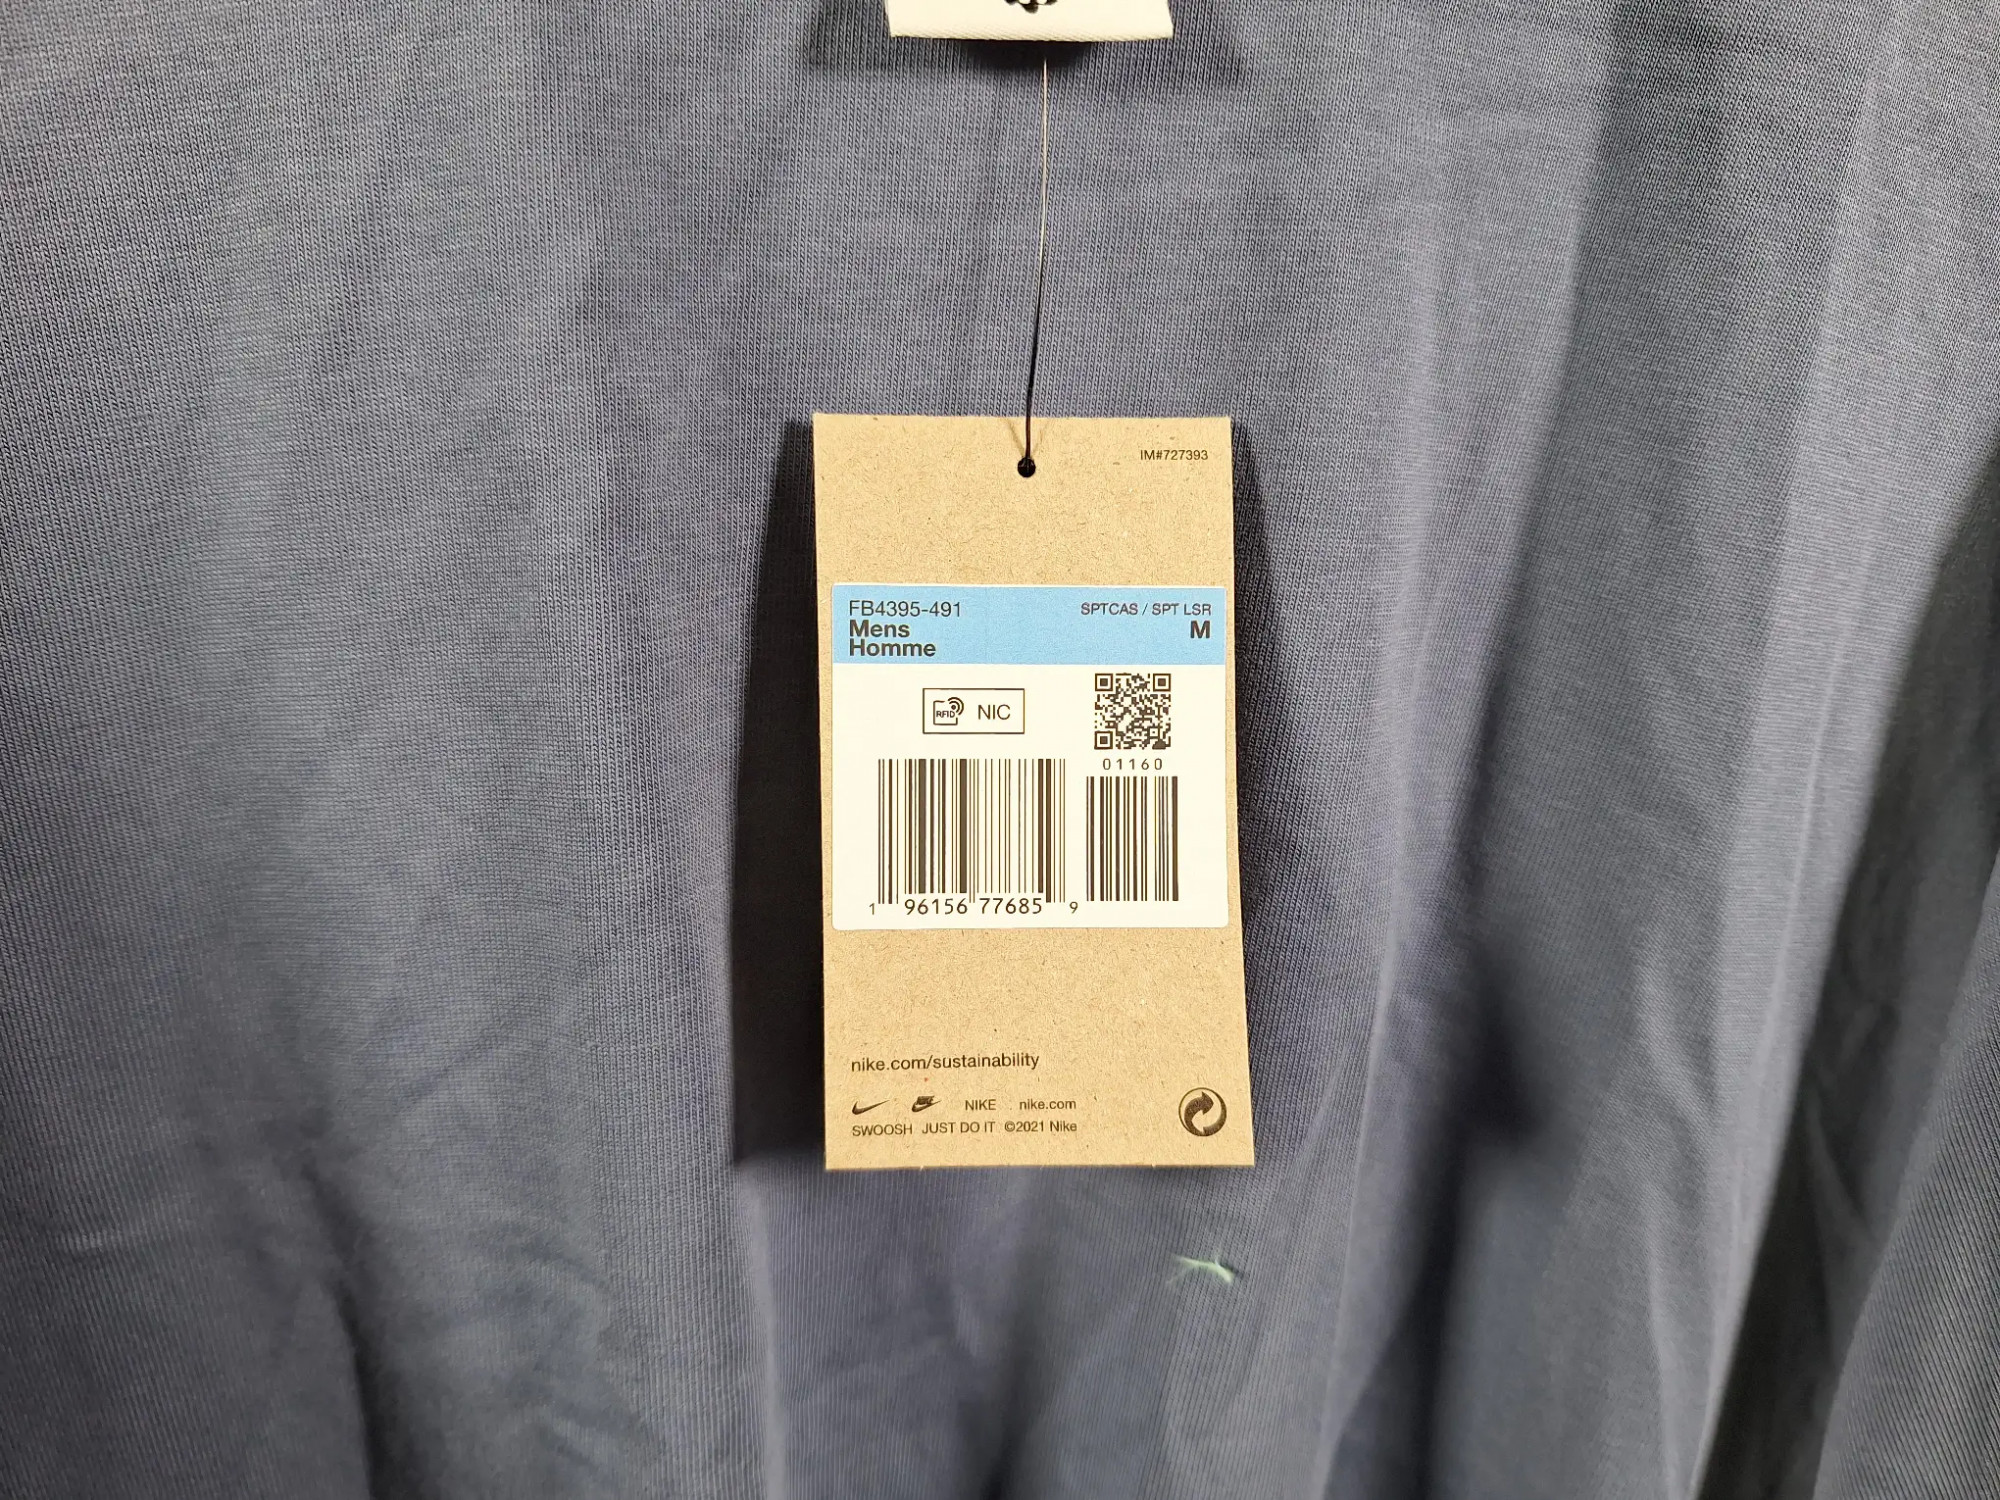 IM#727393
FB4395-491 SPTCAS / SPT LSR
Mens M
Homme
RFID NIC
01160
1 96156 77685 9
nike.com/sustainability
NIKE nike.com
SWOOSH JUST DO IT ©2021 Nike